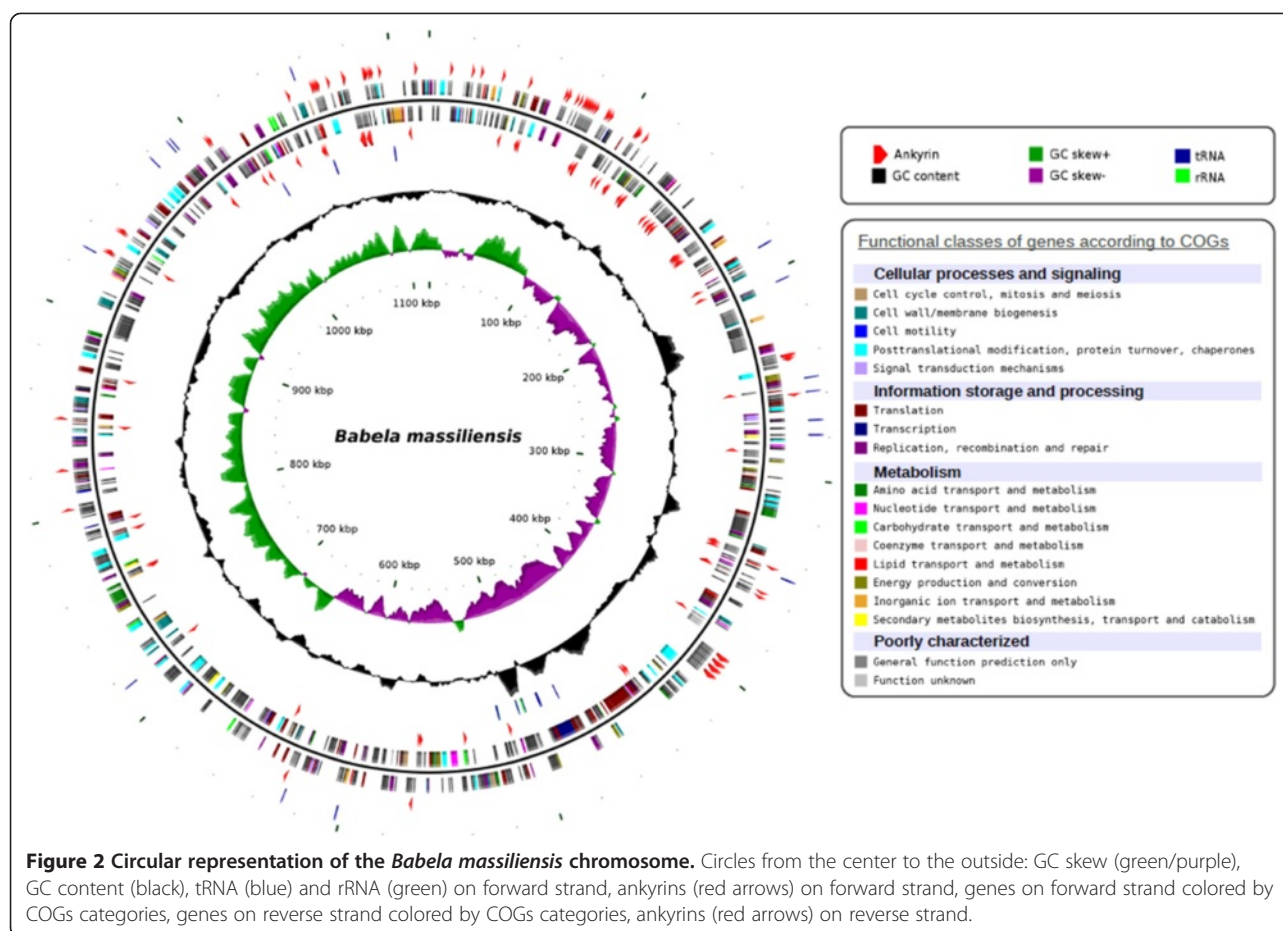 1100 kbp
100 kbp
200 kbp
300 kbp
400 kbp
500 kbp
600 kbp
700 kbp
800 kbp
900 kbp
1000 kbp
Babela massiliensis
Ankyrin
GC content
GC skew+
GC skew-
tRNA
rRNA
Functional classes of genes according to COGs
Cellular processes and signaling
Cell cycle control, mitosis and meiosis
Cell wall/membrane biogenesis
Cell motility
Posttranslational modification, protein turnover, chaperones
Signal transduction mechanisms
Information storage and processing
Translation
Transcription
Replication, recombination and repair
Metabolism
Amino acid transport and metabolism
Nucleotide transport and metabolism
Carbohydrate transport and metabolism
Coenzyme transport and metabolism
Lipid transport and metabolism
Energy production and conversion
Inorganic ion transport and metabolism
Secondary metabolites biosynthesis, transport and catabolism
Poorly characterized
General function prediction only
Function unknown
Figure 2 Circular representation of the Babela massiliensis chromosome. Circles from the center to the outside: GC skew (green/purple),
GC content (black), tRNA (blue) and rRNA (green) on forward strand, ankyrins (red arrows) on forward strand, genes on forward strand colored by
COGs categories, genes on reverse strand colored by COGs categories, ankyrins (red arrows) on reverse strand.